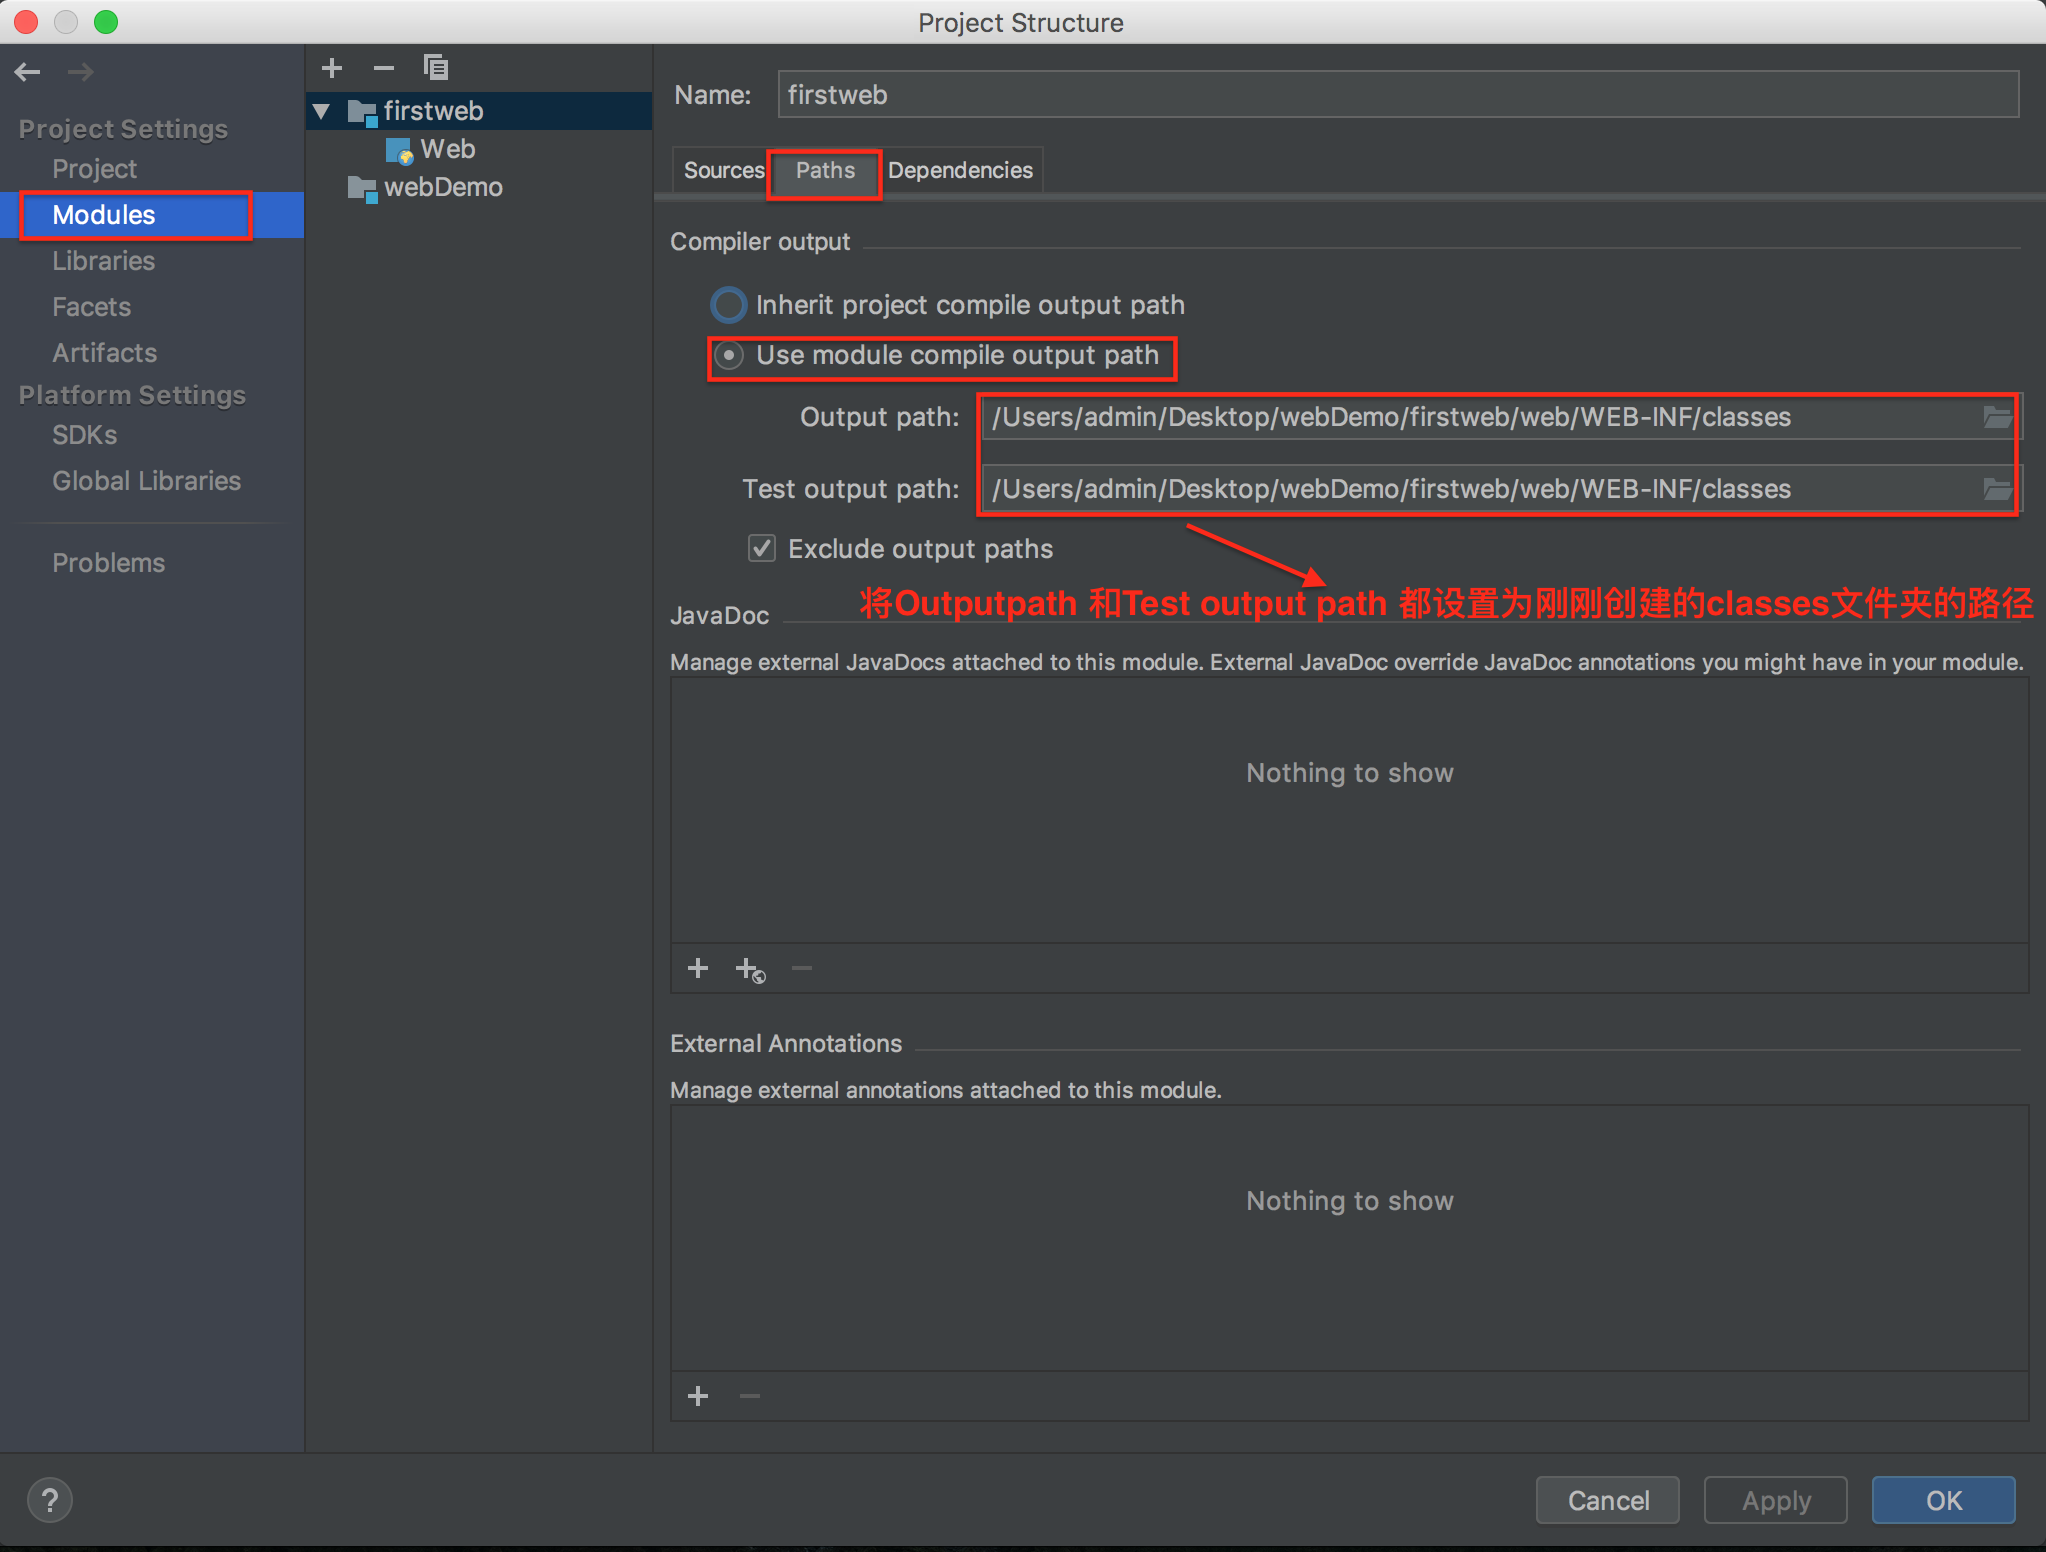 Project Structure
Project Settings
Project
Modules
Libraries
Facets
Artifacts
Platform Settings
SDKs
Global Libraries
Problems
firstweb
Web
webDemo
Name: firstweb
Sources Paths Dependencies
Compiler output
Inherit project compile output path
Use module compile output path
Output path: /Users/admin/Desktop/webDemo/firstweb/web/WEB-INF/classes
Test output path: /Users/admin/Desktop/webDemo/firstweb/web/WEB-INF/classes
Exclude output paths
将Outputpath 和Test output path 都设置为刚刚创建的classes文件夹的路径
JavaDoc
Manage external JavaDocs attached to this module. External JavaDoc override JavaDoc annotations you might have in your module.
Nothing to show
External Annotations
Manage external annotations attached to this module.
Nothing to show
?
Cancel Apply OK